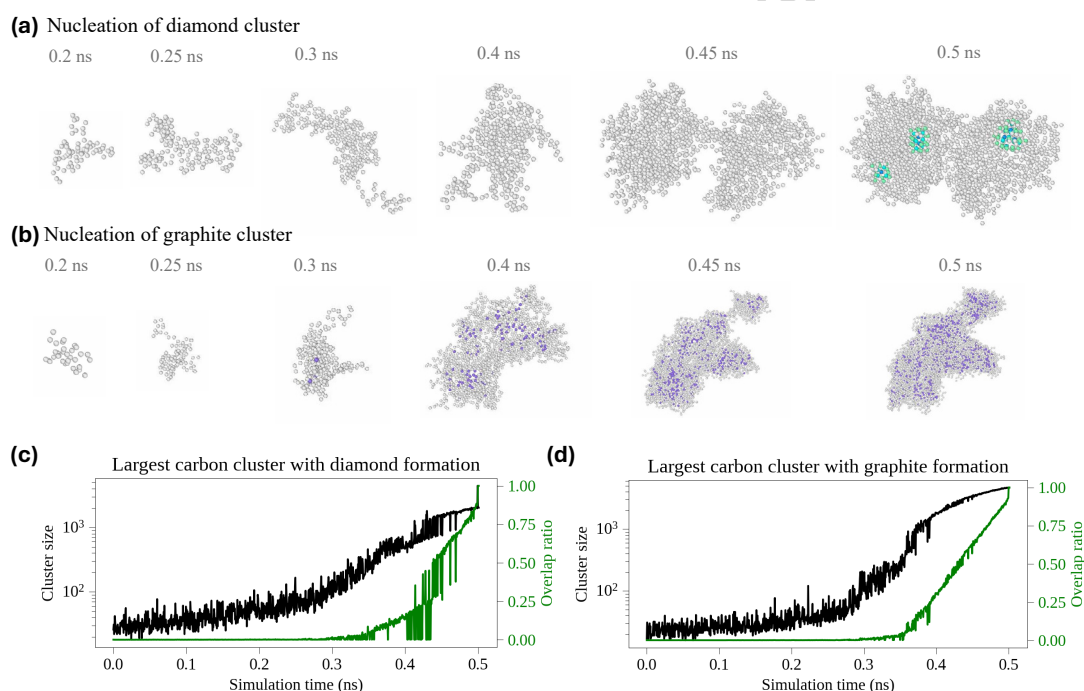 (a) Nucleation of diamond cluster
0.2 ns 0.25 ns 0.3 ns 0.4 ns 0.45 ns 0.5 ns
(b) Nucleation of graphite cluster
0.2 ns 0.25 ns 0.3 ns 0.4 ns 0.45 ns 0.5 ns
(c)
Largest carbon cluster with diamond formation
Cluster size
10³
10²
1.00
0.75
0.50
0.25
0.00
Overlap ratio
0.0 0.1 0.2 0.3 0.4 0.5
Simulation time (ns)
(d)
Largest carbon cluster with graphite formation
Cluster size
10³
10²
1.00
0.75
0.50
0.25
0.00
Overlap ratio
0.0 0.1 0.2 0.3 0.4 0.5
Simulation time (ns)